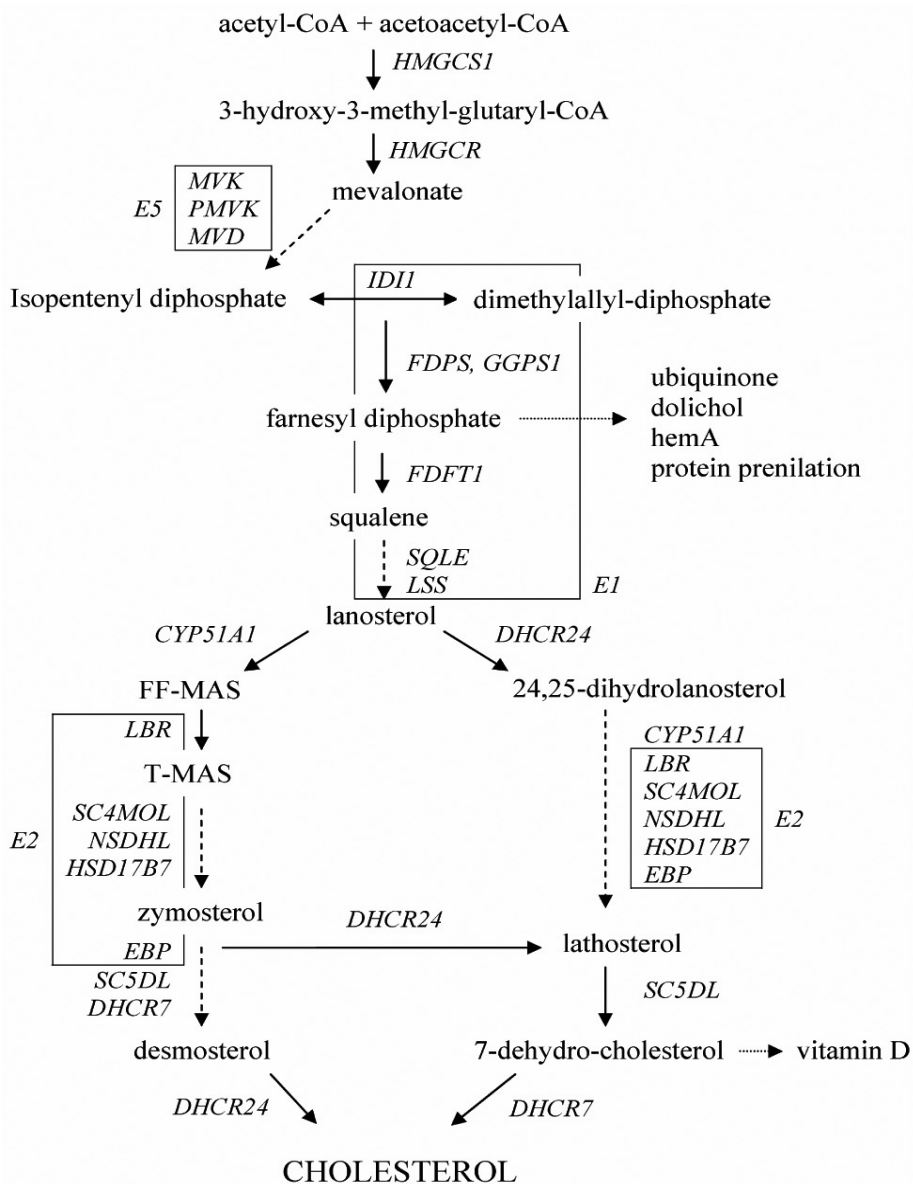 acetyl-CoA + acetoacetyl-CoA
HMGCS1
3-hydroxy-3-methyl-glutaryl-CoA
HMGCR
mevalonate
MVK
E5
PMVK
MVD
IDI1
Isopentenyl diphosphate
dimethylallyl-diphosphate
FDPS, GGPS1
farnesyl diphosphate
ubiquinone
dolichol
hemA
protein prenilation
FDFT1
squalene
SQLE
LSS
E1
lanosterol
CYP51A1
DHCR24
FF-MAS
24,25-dihydrolanosterol
LBR
T-MAS
SC4MOL
NSDHL
HSD17B7
E2
CYP51A1
LBR
SC4MOL
NSDHL
HSD17B7
EBP
E2
zymosterol
DHCR24
lathosterol
EBP
SC5DL
DHCR7
SC5DL
desmosterol
7-dehydro-cholesterol
vitamin D
DHCR24
DHCR7
CHOLESTEROL